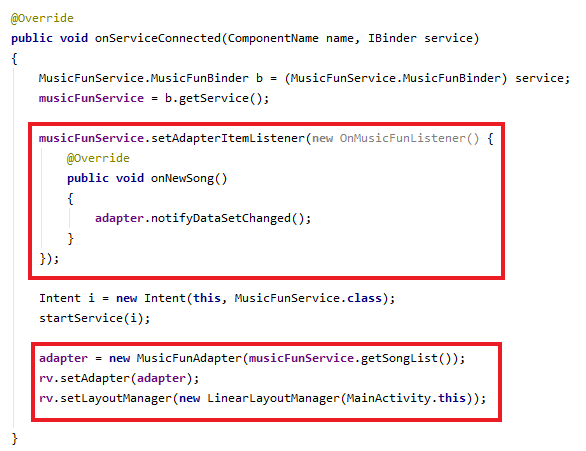 @Override
public void onServiceConnected(ComponentName name, IBinder service)
{
MusicFunService.MusicFunBinder b = (MusicFunService.MusicFunBinder) service;
musicFunService = b.getService();
musicFunService.setAdapterItemListener(new OnMusicFunListener() {
@Override
public void onNewSong()
{
adapter.notifyDataSetChanged();
}
});
Intent i = new Intent(this, MusicFunService.class);
startService(i);
adapter = new MusicFunAdapter(musicFunService.getSongList());
rv.setAdapter(adapter);
rv.setLayoutManager(new LinearLayoutManager(MainActivity.this));
}